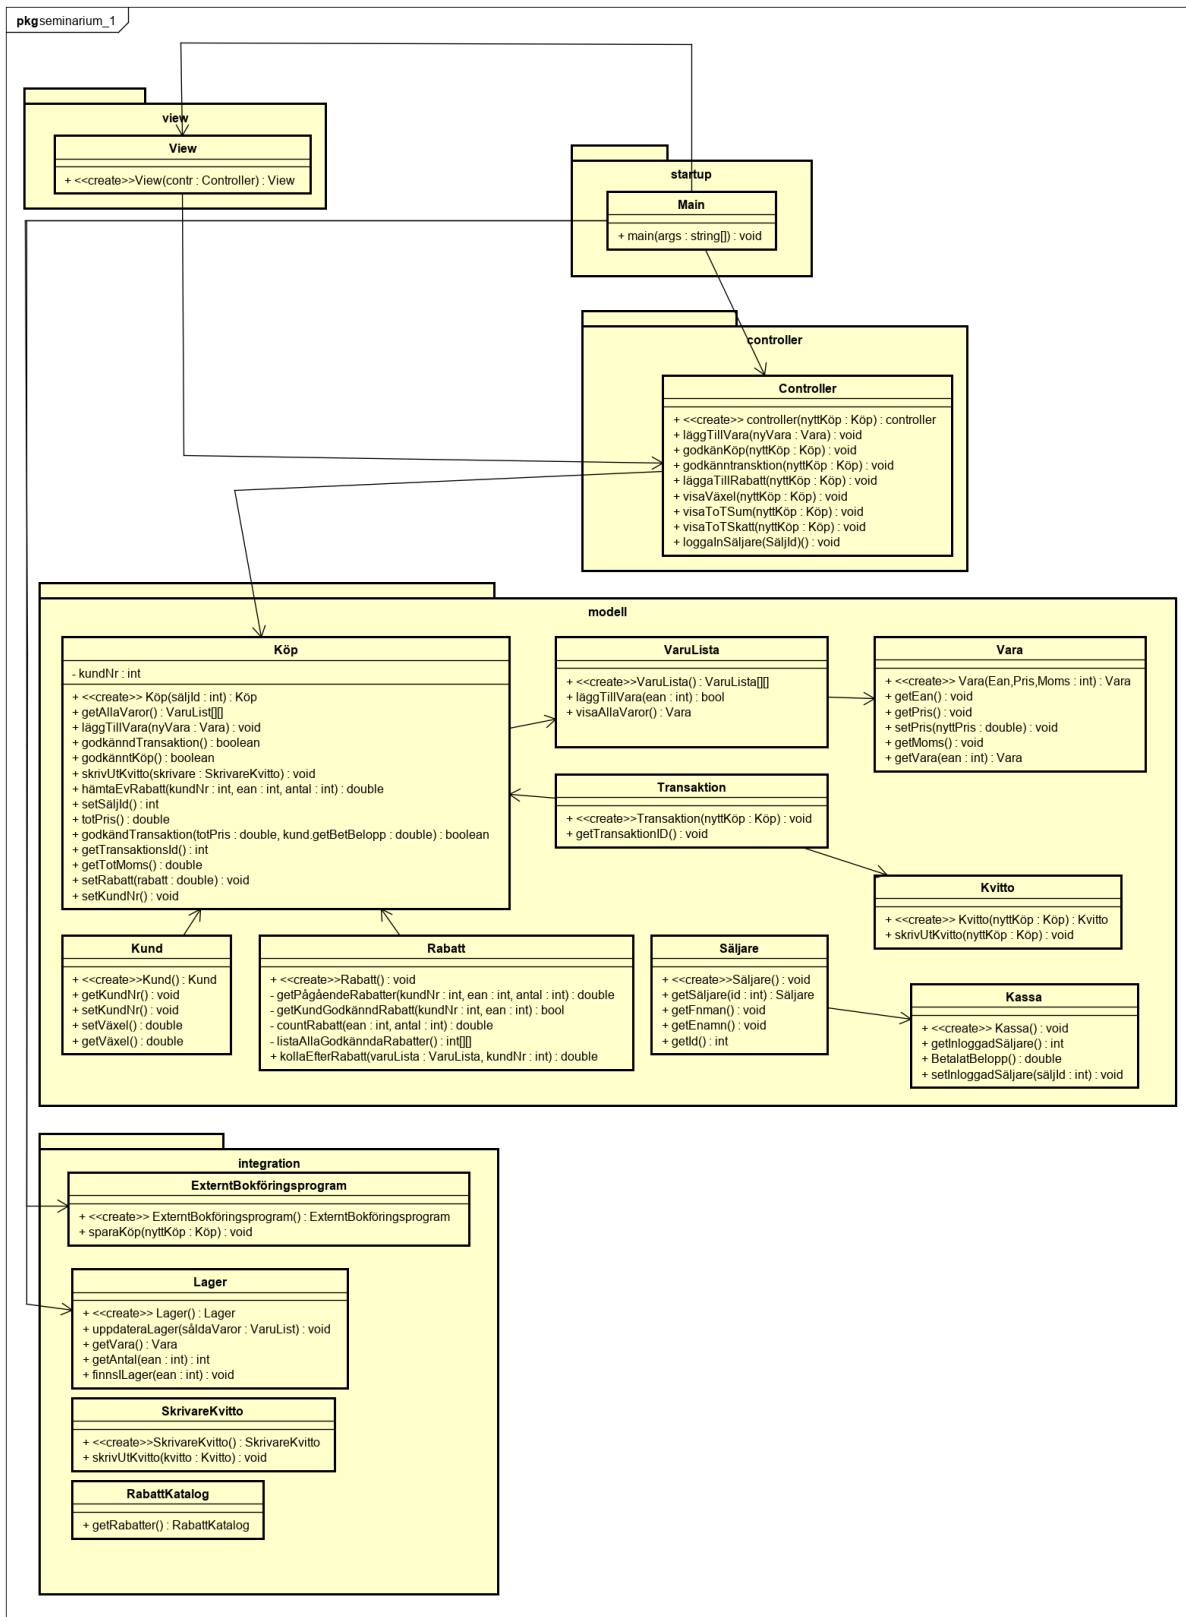 pkg seminarium_1
view
View
+ <<create>>View(contr : Controller) : View
startup
Main
+ main(args : string[]) : void
controller
Controller
+ <<create>> controller(nyttKöp : Köp) : controller
+ läggTillVara(nyVara : Vara) : void
+ godkänKöp(nyttKöp : Köp) : void
+ godkänntransktion(nyttKöp : Köp) : void
+ läggaTillRabatt(nyttKöp : Köp) : void
+ visaVäxel(nyttKöp : Köp) : void
+ visaToTSum(nyttKöp : Köp) : void
+ visaToTSkatt(nyttKöp : Köp) : void
+ loggaInSäljare(SäljId)() : void
modell
Köp
- kundNr : int
+ <<create>> Köp(säljId : int) : Köp
+ getAllaVaror() : VaruList[][]
+ läggTillVara(nyVara : Vara) : void
+ godkänndTransaktion() : boolean
+ godkänntKöp() : boolean
+ skrivUtKvitto(skrivare : SkrivareKvitto) : void
+ hämtaEvRabatt(kundNr : int, ean : int, antal : int) : double
+ setSäljId() : int
+ totPris() : double
+ godkändTransaktion(totPris : double, kund.getBetBelopp : double) : boolean
+ getTransaktionsId() : int
+ getTotMoms() : double
+ setRabatt(rabatt : double) : void
+ setKundNr() : void
VaruLista
+ <<create>>VaruLista() : VaruLista[][]
+ läggTillVara(ean : int) : bool
+ visaAllaVaror() : Vara
Vara
+ <<create>> Vara(Ean,Pris,Moms : int) : Vara
+ getEan() : void
+ getPris() : void
+ setPris(nyttPris : double) : void
+ getMoms() : void
+ getVara(ean : int) : Vara
Transaktion
+ <<create>>Transaktion(nyttKöp : Köp) : void
+ getTransaktionID() : void
Kvitto
+ <<create>> Kvitto(nyttKöp : Köp) : Kvitto
+ skrivUtKvitto(nyttKöp : Köp) : void
Kund
+ <<create>>Kund() : Kund
+ getKundNr() : void
+ setKundNr() : void
+ setVäxel() : double
+ getVäxel() : double
Rabatt
+ <<create>>Rabatt() : void
- getPågåendeRabatter(kundNr : int, ean : int, antal : int) : double
- getKundGodkänndRabatt(kundNr : int, ean : int) : bool
- countRabatt(ean : int, antal : int) : double
- listaAllaGodkänndaRabatter() : int[][]
+ kollaEfterRabatt(varuLista : VaruLista, kundNr : int) : double
Säljare
+ <<create>>Säljare() : void
+ getSäljare(id : int) : Säljare
+ getFnman() : void
+ getEnamn() : void
+ getId() : int
Kassa
+ <<create>> Kassa() : void
+ getInloggadSäljare() : int
+ BetalatBelopp() : double
+ setInloggadSäljare(säljId : int) : void
integration
ExterntBokföringsprogram
+ <<create>> ExterntBokföringsprogram() : ExterntBokföringsprogram
+ sparaKöp(nyttKöp : Köp) : void
Lager
+ <<create>> Lager() : Lager
+ uppdateraLager(såldaVaror : VaruList) : void
+ getVara() : Vara
+ getAntal(ean : int) : int
+ finnsILager(ean : int) : void
SkrivareKvitto
+ <<create>>SkrivareKvitto() : SkrivareKvitto
+ skrivUtKvitto(kvitto : Kvitto) : void
RabattKatalog
+ getRabatter() : RabattKatalog